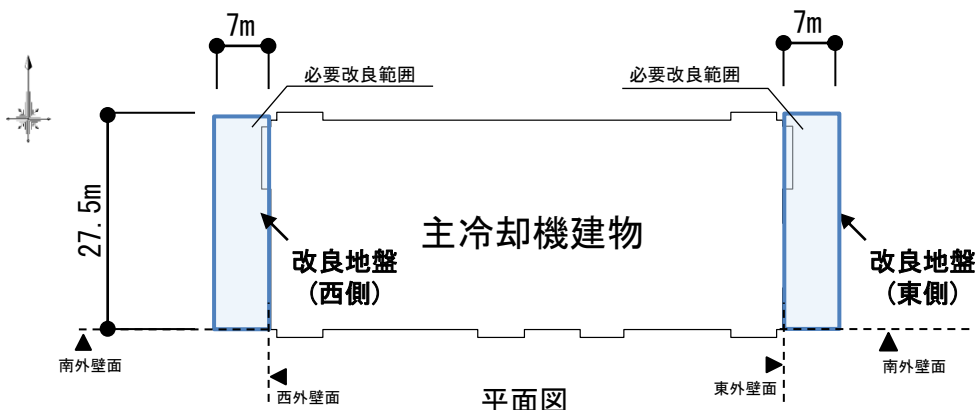 7m
7m
必要改良範囲
必要改良範囲
27.5m
主冷却機建物
改良地盤
(西側)
改良地盤
(東側)
南外壁面
南外壁面
西外壁面
東外壁面
平面図